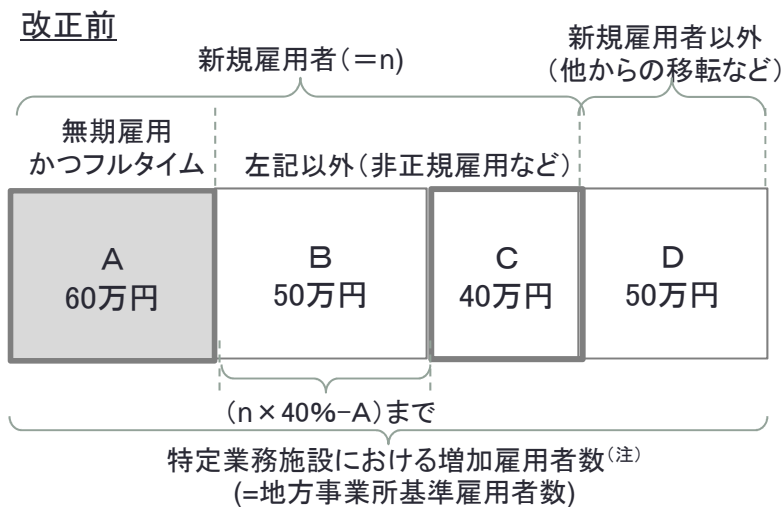 改正前
新規雇用者(=n)
新規雇用者以外
(他からの移転など)
無期雇用
かつフルタイム
左記以外(非正規雇用など)
A
60万円
B
50万円
C
40万円
D
50万円
(n×40%-A)まで
特定業務施設における増加雇用者数(注)
(=地方事業所基準雇用者数)